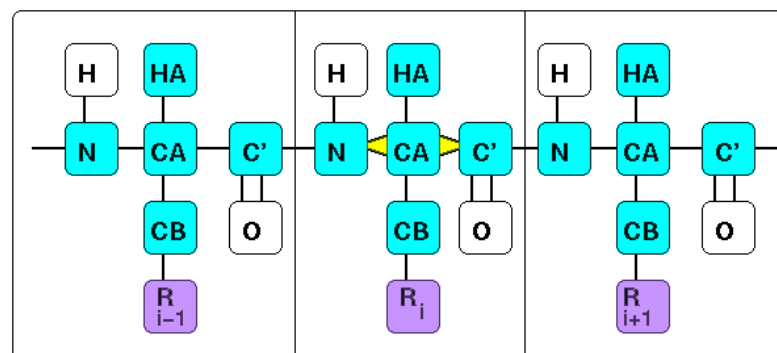 H HA H HA H HA
N CA C’ N CA C’ N CA C’
CB O CB O CB O
R i−1 R i R i+1